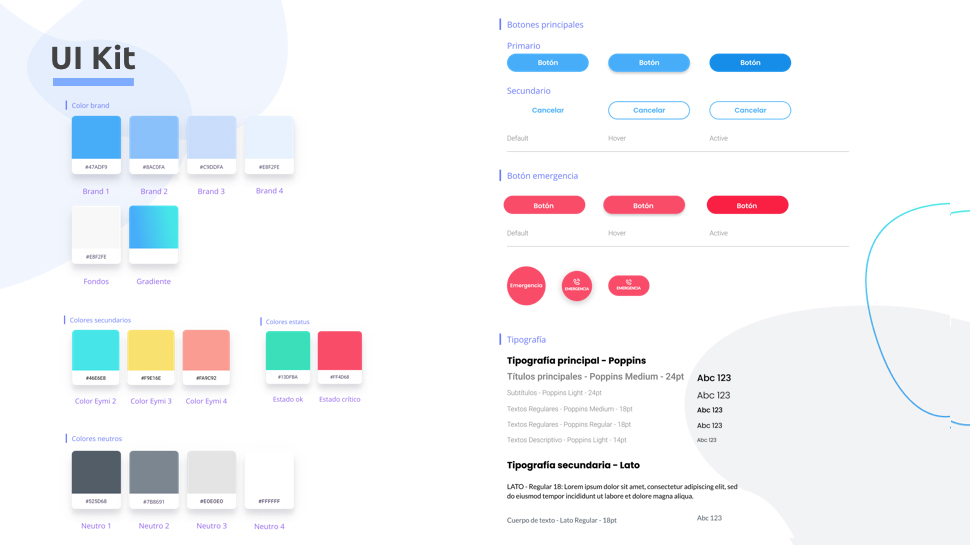 UI Kit
Color brand
#47ADF9
#8AC0FA
#C9DDFA
#E8F2FE
Brand 1
Brand 2
Brand 3
Brand 4
#E8F2FE
Fondos
Gradiente
Colores secundarios
#46E6E8
#F9E16E
#FA9C92
Color Eymi 2
Color Eymi 3
Color Eymi 4
Colores estatus
#13DFBA
#FF4D68
Estado ok
Estado crítico
Colores neutros
#525D68
#7B8691
#E0E0E0
#FFFFFF
Neutro 1
Neutro 2
Neutro 3
Neutro 4
Botones principales
Primario
Botón
Botón
Botón
Secundario
Cancelar
Cancelar
Cancelar
Default
Hover
Active
Botón emergencia
Botón
Botón
Botón
Default
Hover
Active
Emergencia
EMERGENCIA
EMERGENCIA
Tipografía
Tipografía principal - Poppins
Títulos principales - Poppins Medium - 24pt
Abc 123
Subtitulos - Poppins Light - 24pt
Abc 123
Textos Regulares - Poppins Medium - 18pt
Abc 123
Textos Regulares - Poppins Regular - 18pt
Abc 123
Textos Descriptivo - Poppins Light - 14pt
Abc 123
Tipografía secundaria - Lato
LATO - Regular 18: Lorem ipsum dolor sit amet, consectetur adipiscing elit, sed
do eiusmod tempor incididunt ut labore et dolore magna aliqua.
Cuerpo de texto - Lato Regular - 18pt
Abc 123